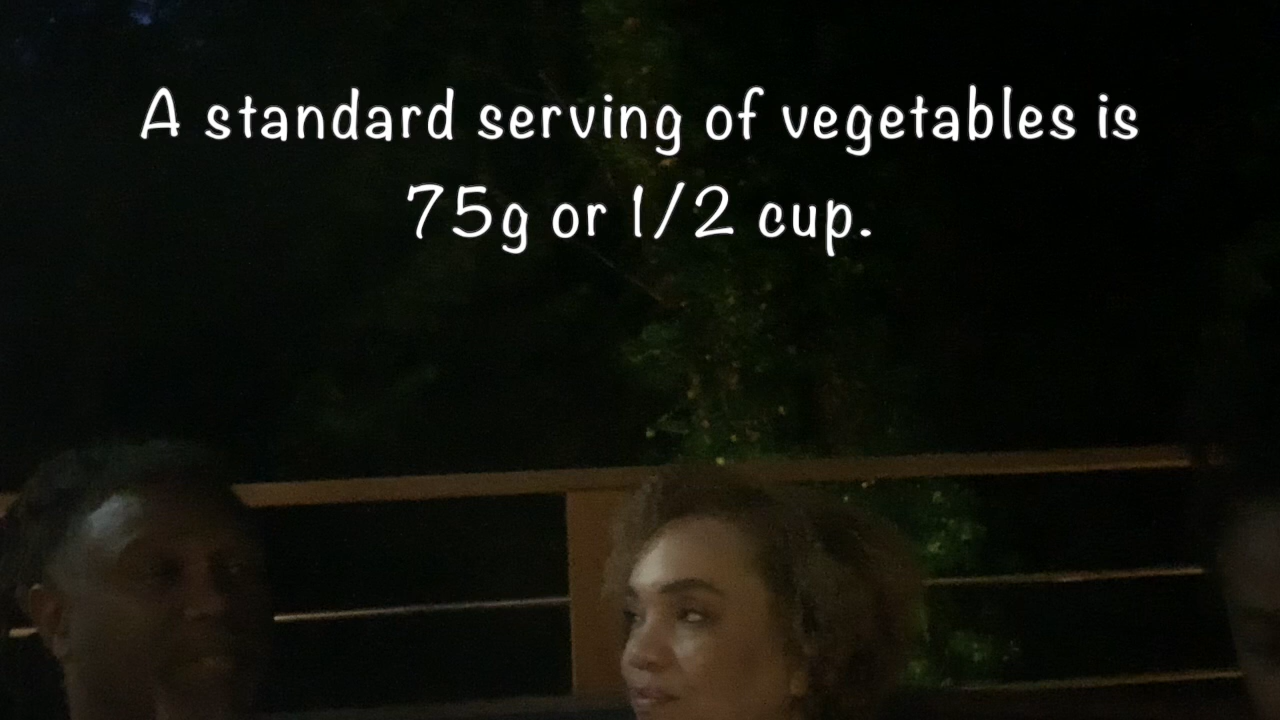 A standard serving of vegetables is
75g or 1/2 cup.